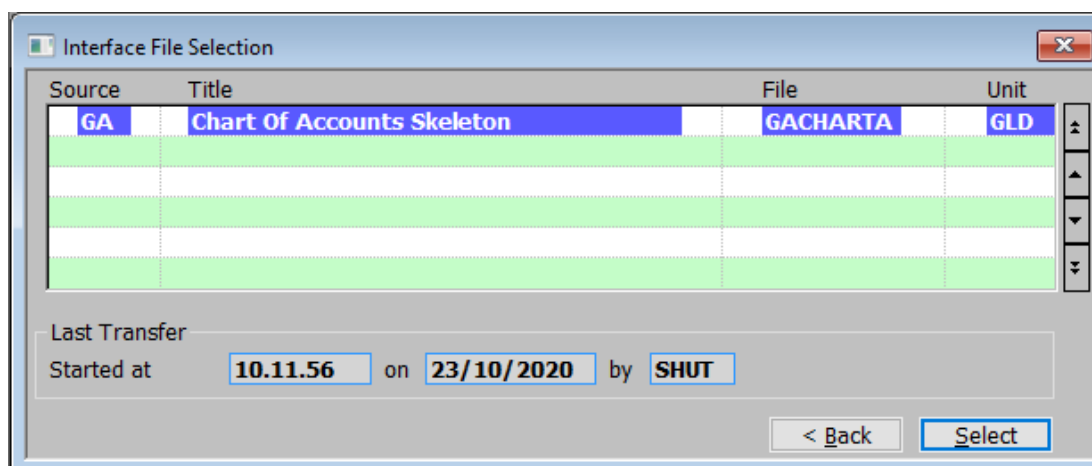 Interface File Selection
Source Title File Unit
GA Chart Of Accounts Skeleton GACHARTA GLD
Last Transfer
Started at 10.11.56 on 23/10/2020 by SHUT
< Back Select